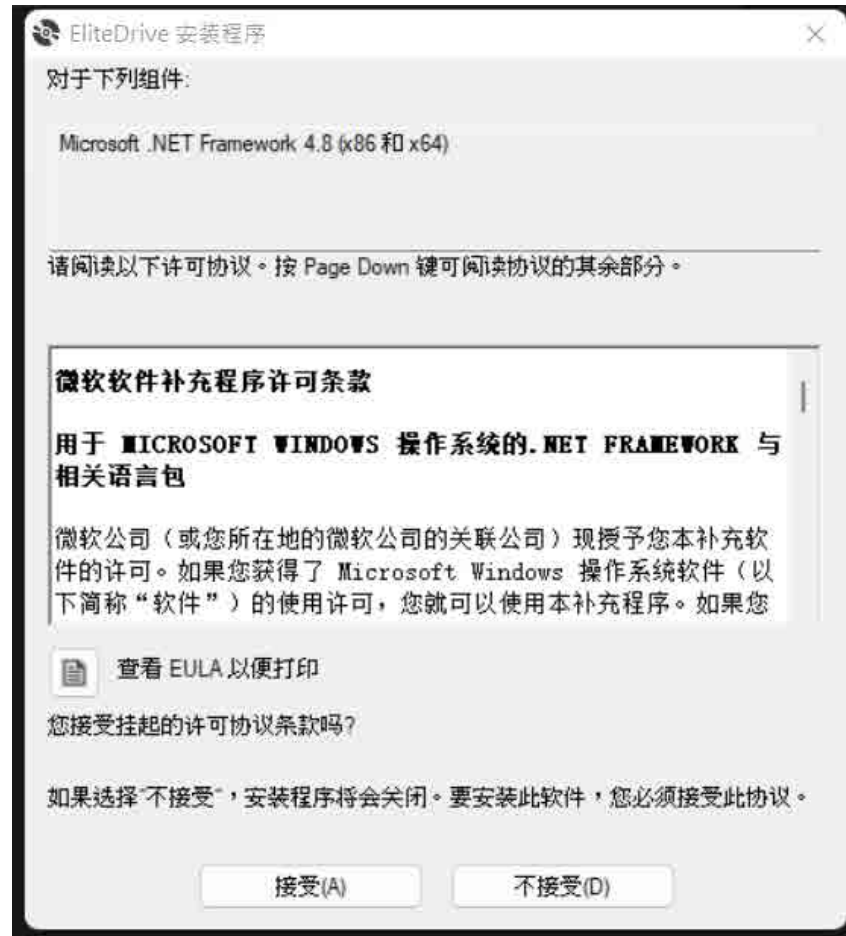 EliteDrive 安装程序
对于下列组件:
Microsoft .NET Framework 4.8 (x86 和 x64)
请阅读以下许可协议。按 Page Down 键可阅读协议的其余部分。
微软软件补充程序许可条款
用于 MICROSOFT WINDOWS 操作系统的.NET FRAMEWORK 与
相关语言包
微软公司（或您所在地的微软公司的关联公司）现授予您本补充软
件的许可。如果您获得了 Microsoft Windows 操作系统软件（以
下简称“软件”）的使用许可，您就可以使用本补充程序。如果您
查看 EULA 以便打印
您接受挂起的许可协议条款吗?
如果选择“不接受”，安装程序将会关闭。要安装此软件，您必须接受此协议。
接受(A)
不接受(D)